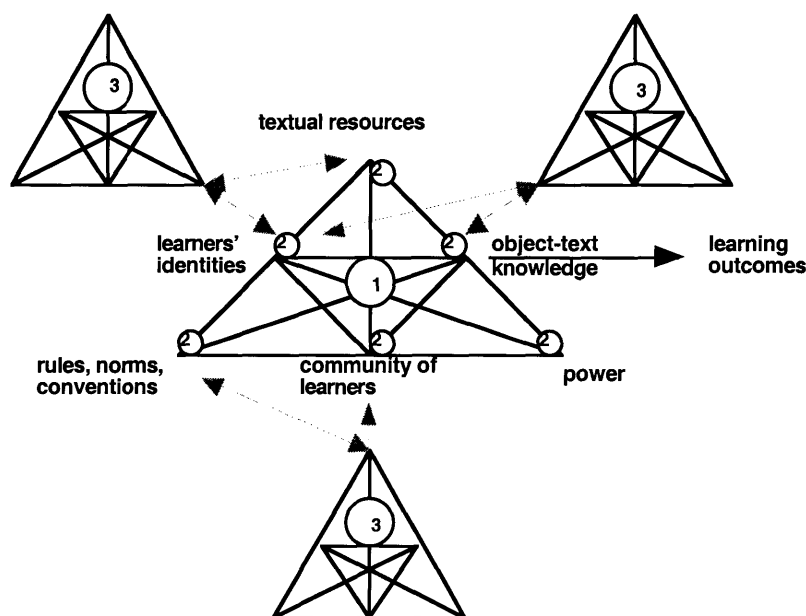 3
3
textual resources
2
learners'
identities
2
2
object-text
knowledge
learning
outcomes
1
2
2
2
rules, norms,
conventions
community of
learners
power
3